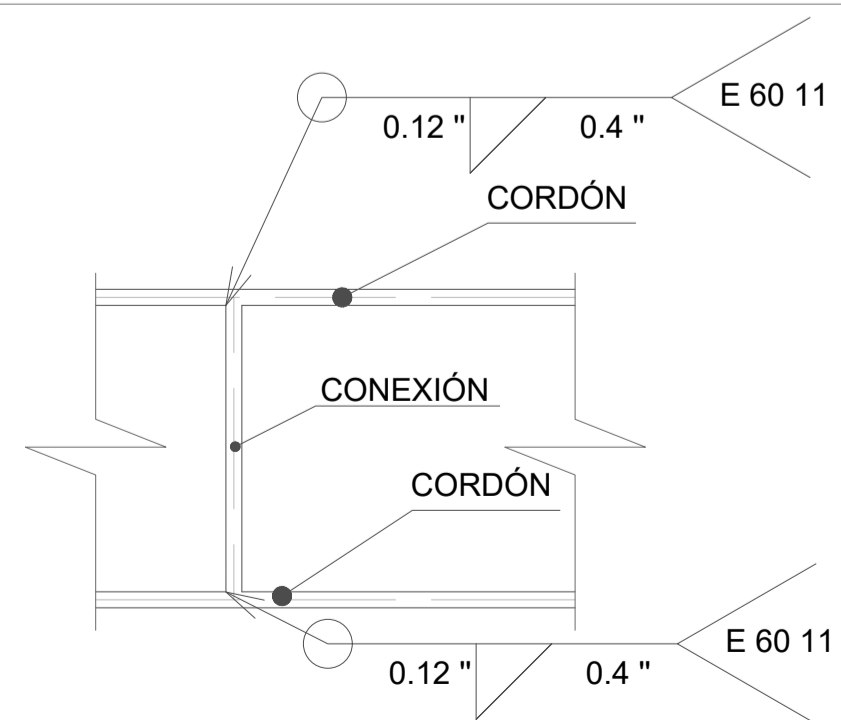 E 60 11
0.12 " 0.4 "
CORDÓN
CONEXIÓN
CORDÓN
E 60 11
0.12 " 0.4 "